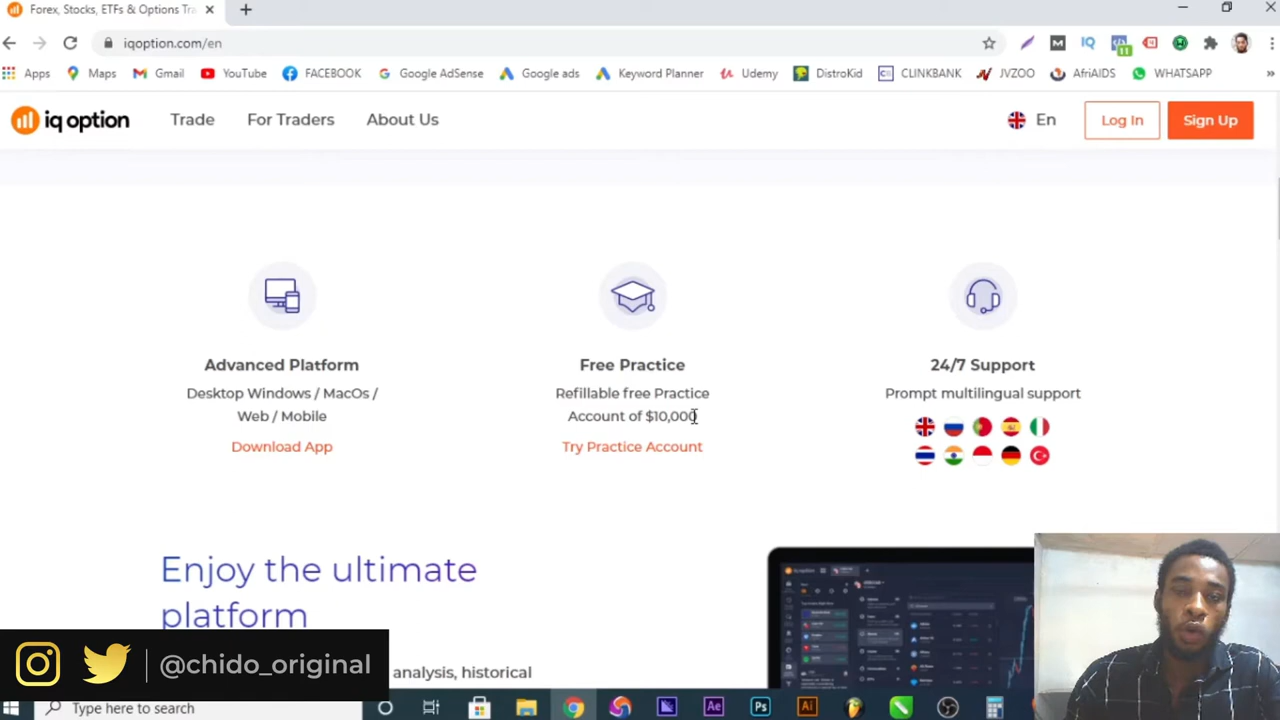 Forex, Stocks, ETFs & Options Tra
iqoption.com/en
Apps
Maps
Gmail
YouTube
FACEBOOK
Google AdSense
Google ads
Keyword Planner
Udemy
DistroKid
CLINKBANK
JVZOO
AfriAIDS
WHATSAPP
iq option
Trade
For Traders
About Us
En
Log In
Sign Up
Advanced Platform
Desktop Windows / MacOs /
Web / Mobile
Download App
Free Practice
Refillable free Practice
Account of $10,000
Try Practice Account
24/7 Support
Prompt multilingual support
Enjoy the ultimate
platform
analysis, historical
iq option
@chido_original
Type here to search